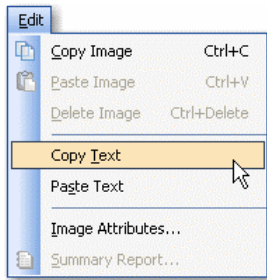 Edit
Copy Image Ctrl+C
Paste Image Ctrl+V
Delete Image Ctrl+Delete
Copy Text
Paste Text
Image Attributes...
Summary Report...